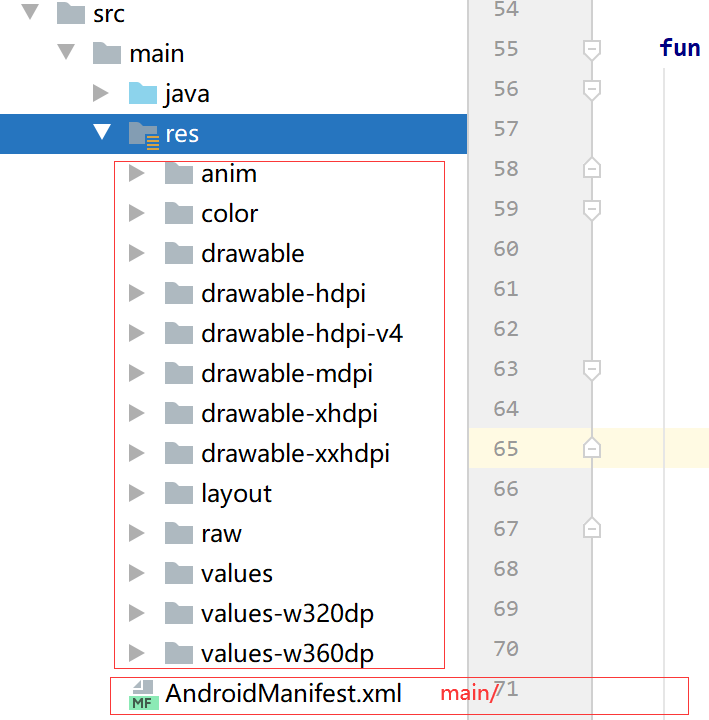 src
main
java
res
anim
color
drawable
drawable-hdpi
drawable-hdpi-v4
drawable-mdpi
drawable-xhdpi
drawable-xxhdpi
layout
raw
values
values-w320dp
values-w360dp
MF AndroidManifest.xml main/
54
55 fun
56
57
58
59
60
61
62
63
64
65
66
67
68
69
70
71